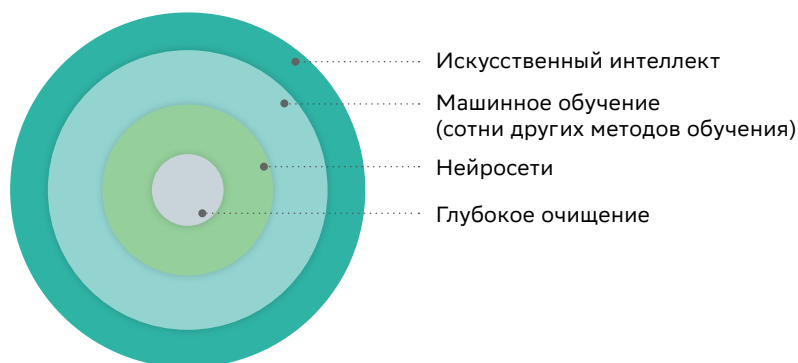 Искусственный интеллект
Машинное обучение
(сотни других методов обучения)
Нейросети
Глубокое очищение